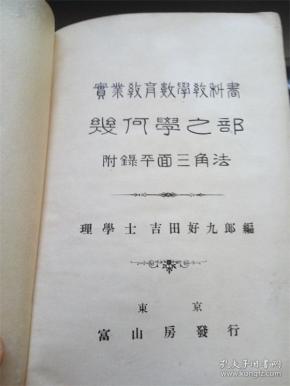 實業教育數學教科書
幾何學之部
附錄平面三角法
理學士 吉田好九郎編
東京
富山房發行